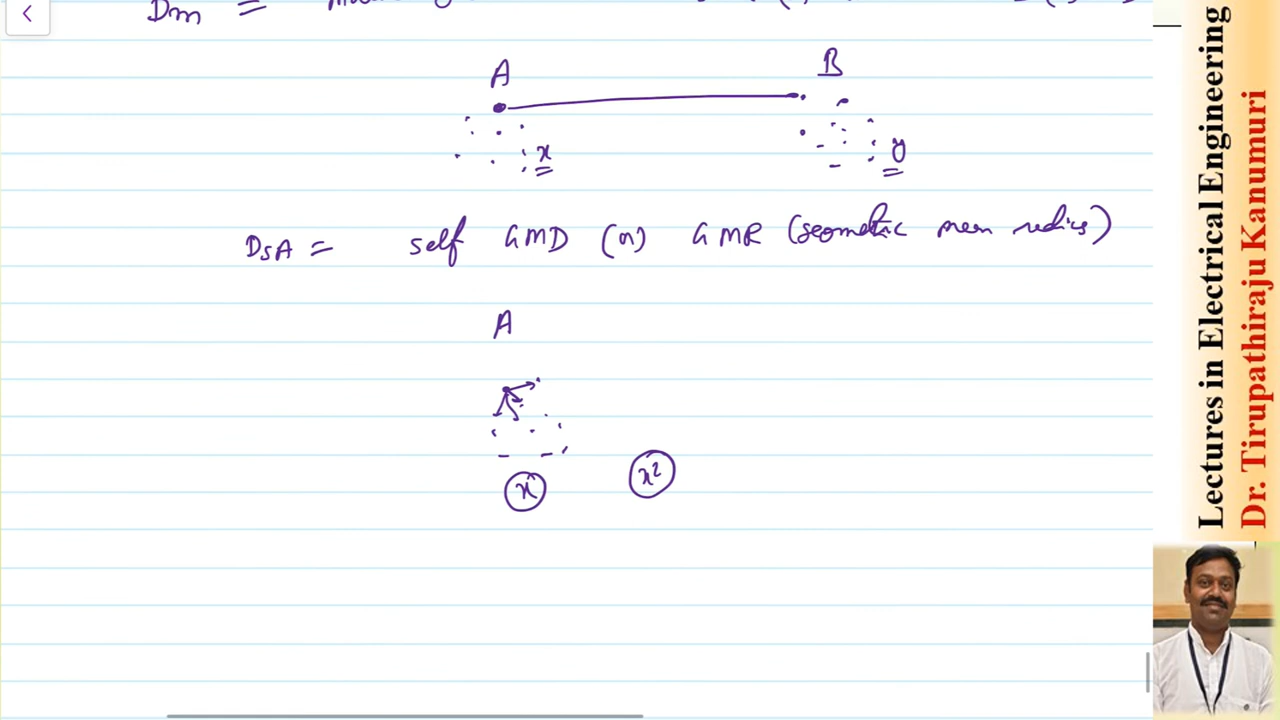 Dm =
A B
x y
DSA = self GMD (or) GMR (Geometric mean radius)
A
x x²
Lectures in Electrical Engineering
Dr. Tirupathiraju Kanumuri